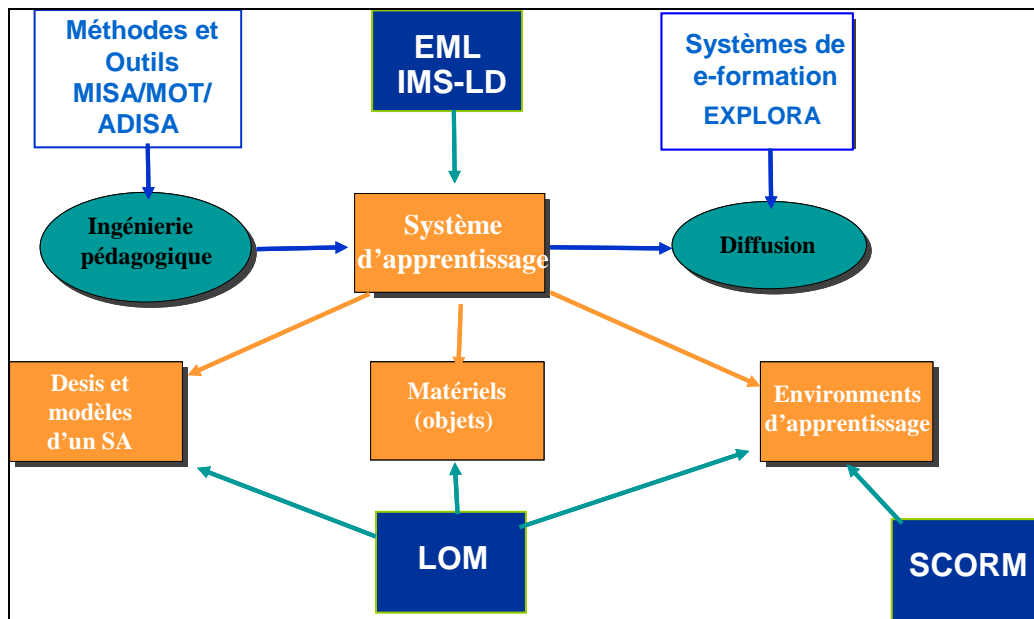 Méthodes et
Outils
MISA/MOT/
ADISA
EML
IMS-LD
Systèmes de
e-formation
EXPLORA
Ingénierie
pédagogique
Système
d’apprentissage
Diffusion
Desis et
modèles
d’un SA
Matériels
(objets)
Environments
d’apprentissage
LOM
SCORM